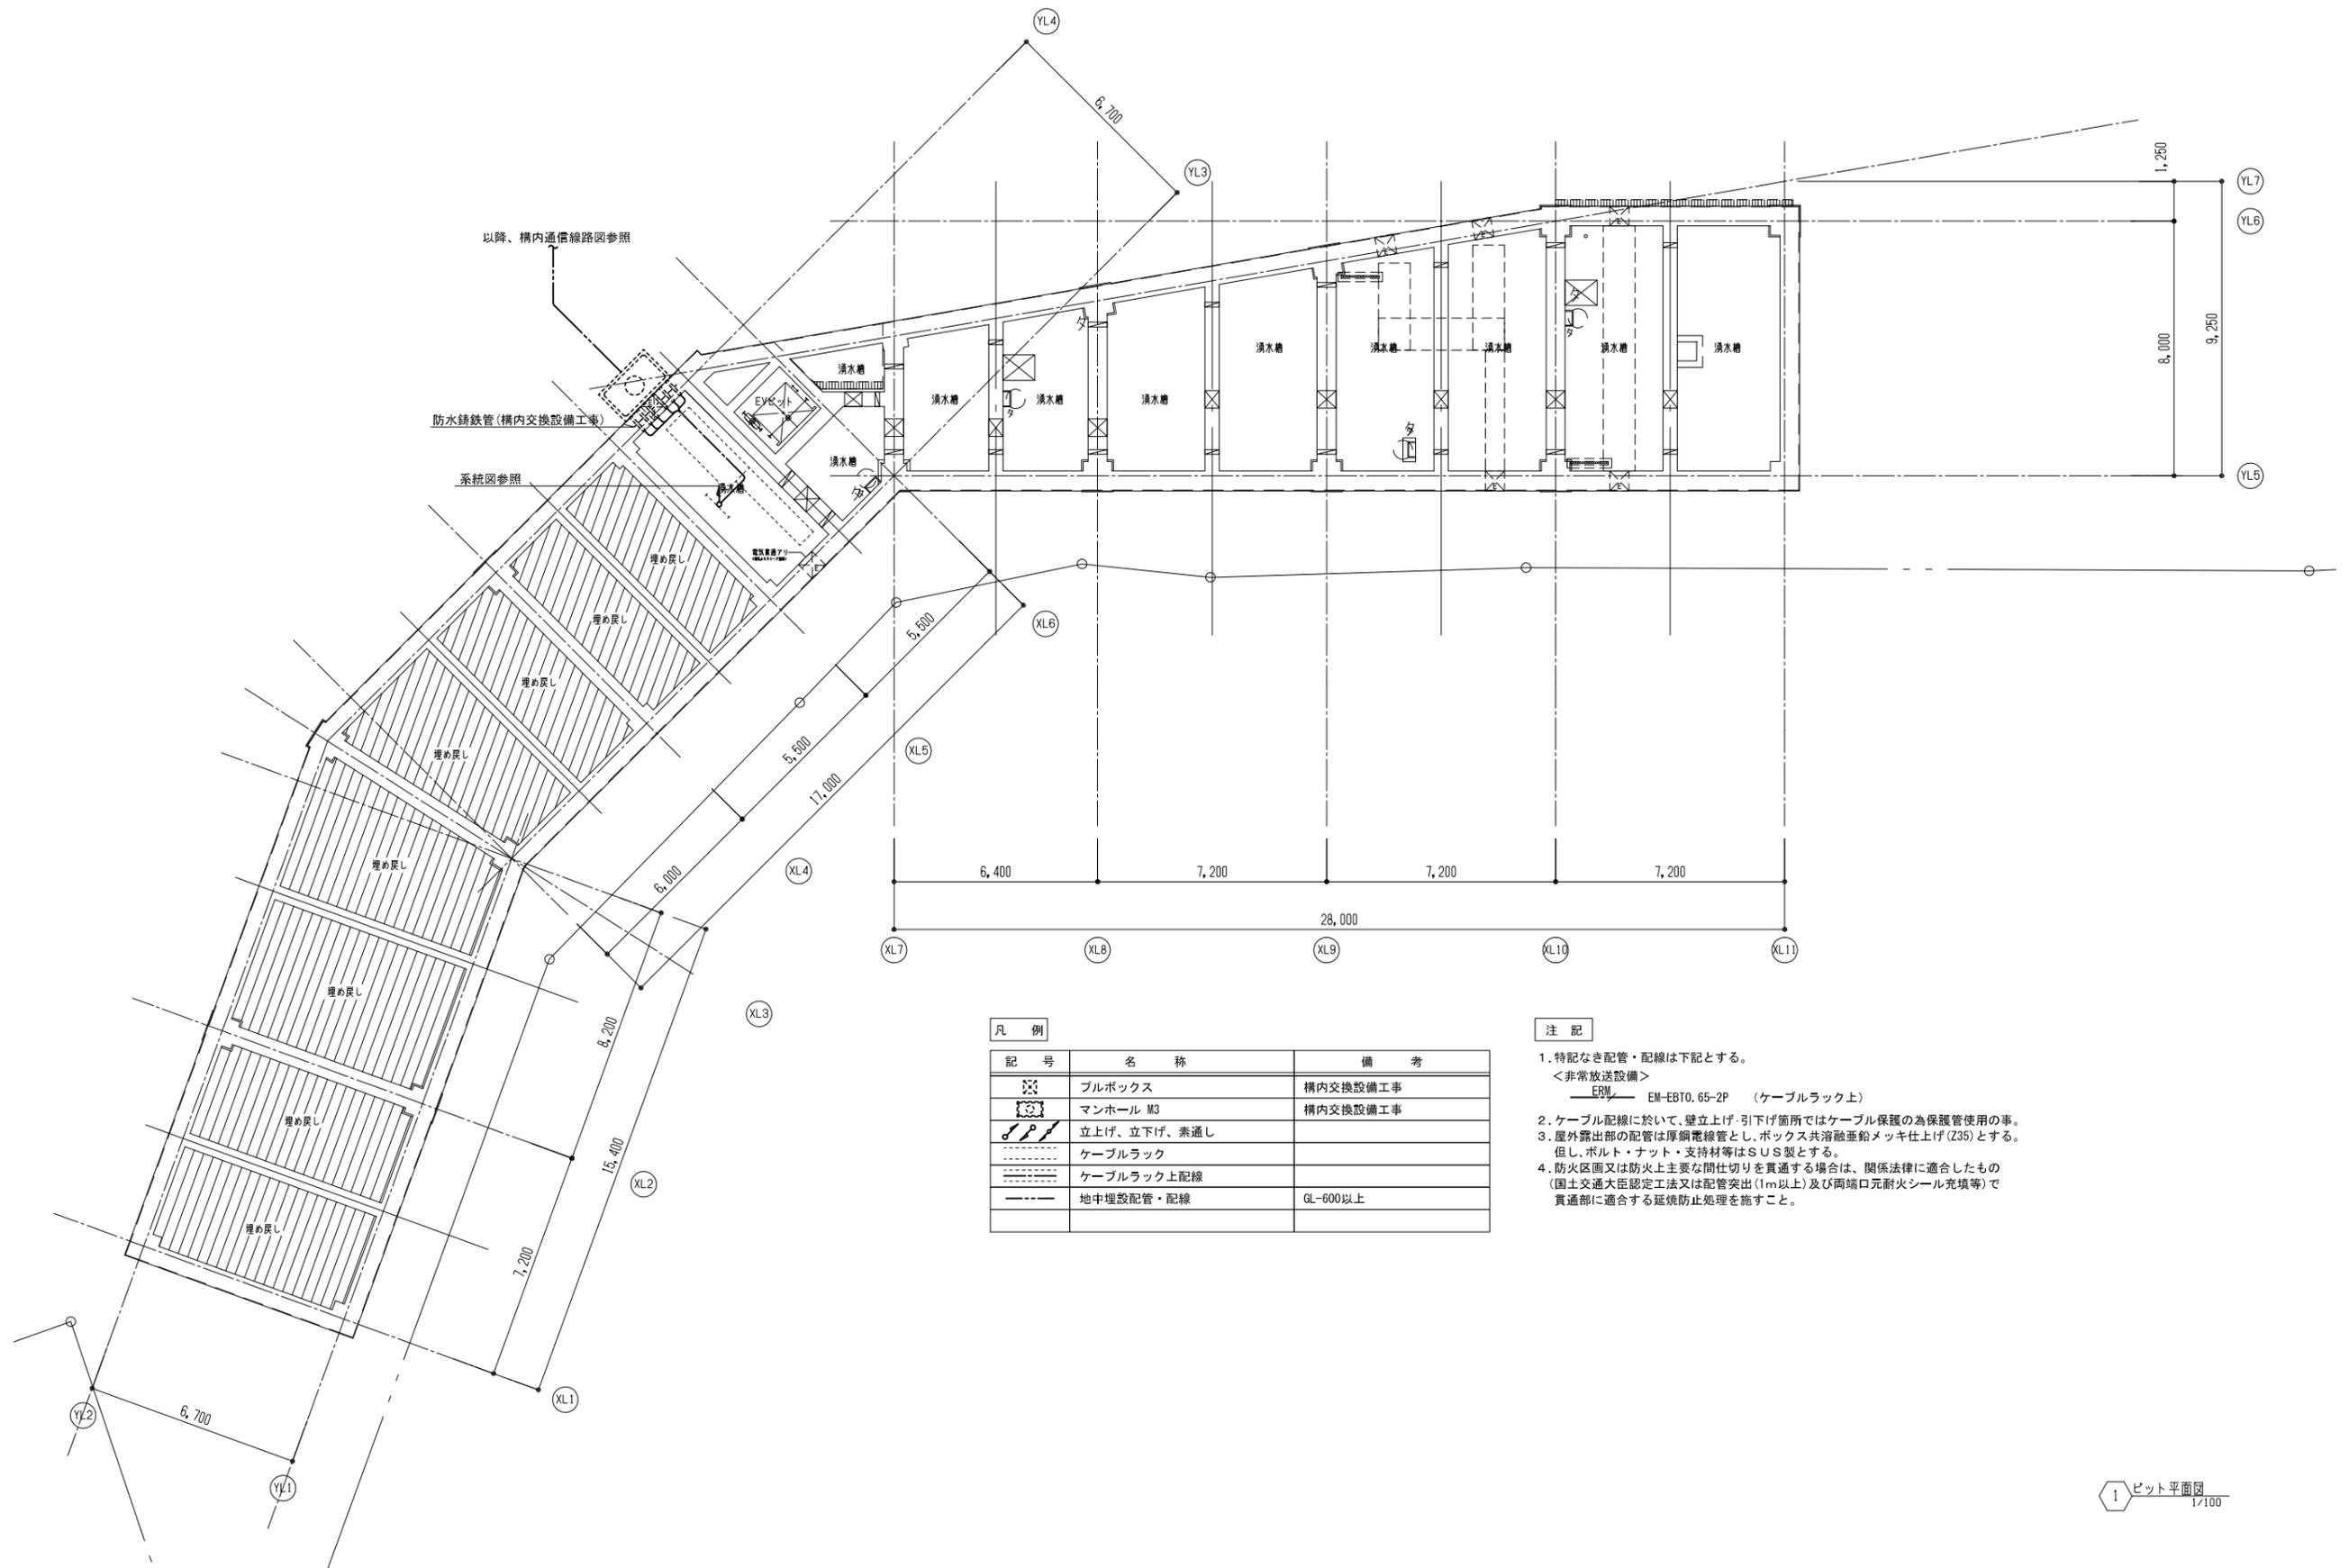 YL4
6,700
YL3
1,250
YL7
YL6
以降、構内通信線路図参照
9,250
8,000
湧水槽
湧水槽
湧水槽
湧水槽
湧水槽
湧水槽
EVピット
湧水槽
湧水槽
湧水槽
タ
タ
タ
タ
タ
タ
防水鋳鉄管(構内交換設備工事)
湧水槽
系統図参照
湧水槽
YL5
電気貫通アリ
埋め戻し
埋め戻し
埋め戻し
埋め戻し
5,500
XL6
5,500
XL5
17,000
埋め戻し
6,000
XL4
6,400
7,200
7,200
7,200
28,000
XL7
XL8
XL9
XL10
XL11
埋め戻し
XL3
8,200
埋め戻し
15,400
XL2
埋め戻し
7,200
XL1
YL2
6,700
YL1
凡 例
記 号 名 称 備 考
プルボックス 構内交換設備工事
マンホール M3 構内交換設備工事
立上げ、立下げ、素通し
ケーブルラック
ケーブルラック上配線
地中埋設配管・配線 GL-600以上
注 記
1.特記なき配管・配線は下記とする。
<非常放送設備>
ERM EM-EBT0.65-2P (ケーブルラック上)
2.ケーブル配線に於いて、壁立上げ・引下げ箇所ではケーブル保護の為保護管使用の事。
3.屋外露出部の配管は厚鋼電線管とし、ボックス共溶融亜鉛メッキ仕上げ(Z35)とする。
但し、ボルト・ナット・支持材等はSUS製とする。
4.防火区画又は防火上主要な間仕切りを貫通する場合は、関係法律に適合したもの
(国土交通大臣認定工法又は配管突出(1m以上)及び両端口元耐火シール充填等)で
貫通部に適合する延焼防止処理を施すこと。
1
ピット平面図
1/100